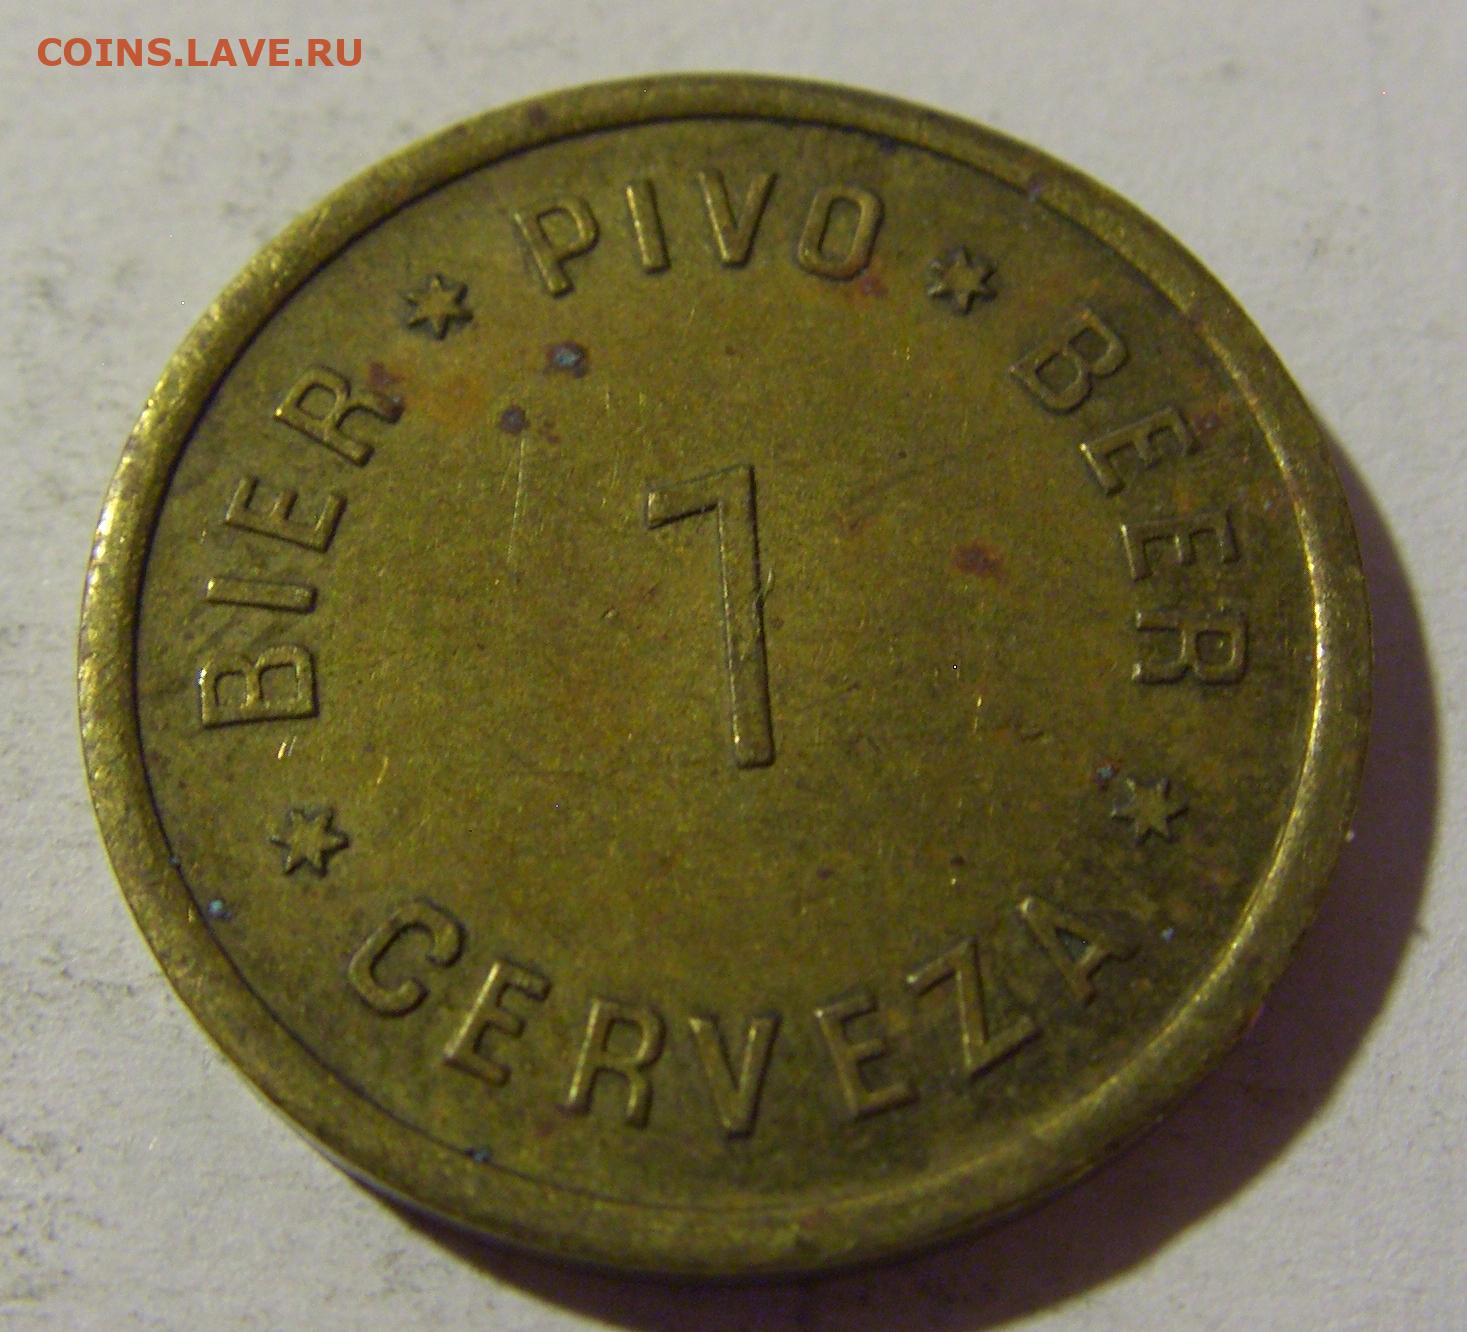 COINS.LAVE.RU
BIER * PIVO * BEER * CERVEZA *
1